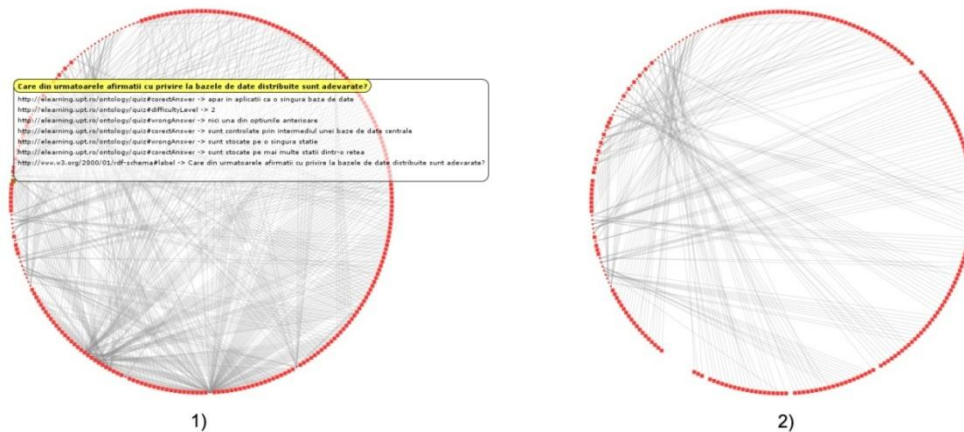 Care din urmatoarele afirmatii cu privire la bazele de date distribuite sunt adevarate?
http://elearning.upt.ro/ontology/quiz#corectAnswer -> apar in aplicatii ca o singura baza de date
http://elearning.upt.ro/ontology/quiz#difficultyLevel -> 2
http://elearning.upt.ro/ontology/quiz#wrongAnswer -> nici una din optiunile anterioare
http://elearning.upt.ro/ontology/quiz#corectAnswer -> sunt controlate prin intermediul unei baze de date centrale
http://elearning.upt.ro/ontology/quiz#wrongAnswer -> sunt stocate pe o singura statie
http://elearning.upt.ro/ontology/quiz#corectAnswer -> sunt stocate pe mai multe statii dintr-o retea
http://www.w3.org/2000/01/rdf-schema#label -> Care din urmatoarele afirmatii cu privire la bazele de date distribuite sunt adevarate?
1)
2)